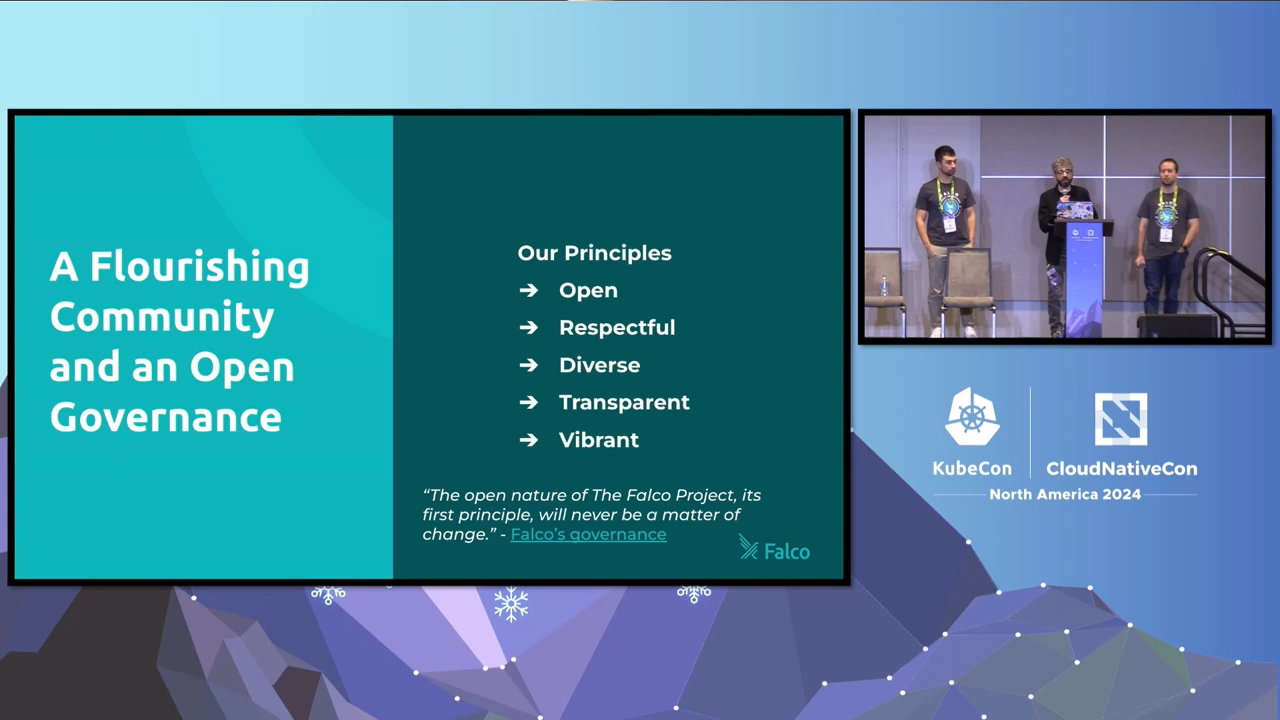 A Flourishing
Community
and an Open
Governance
Our Principles
➔ Open
➔ Respectful
➔ Diverse
➔ Transparent
➔ Vibrant
“The open nature of The Falco Project, its
first principle, will never be a matter of
change.” - Falco's governance
Falco
KubeCon
CloudNativeCon
North America 2024